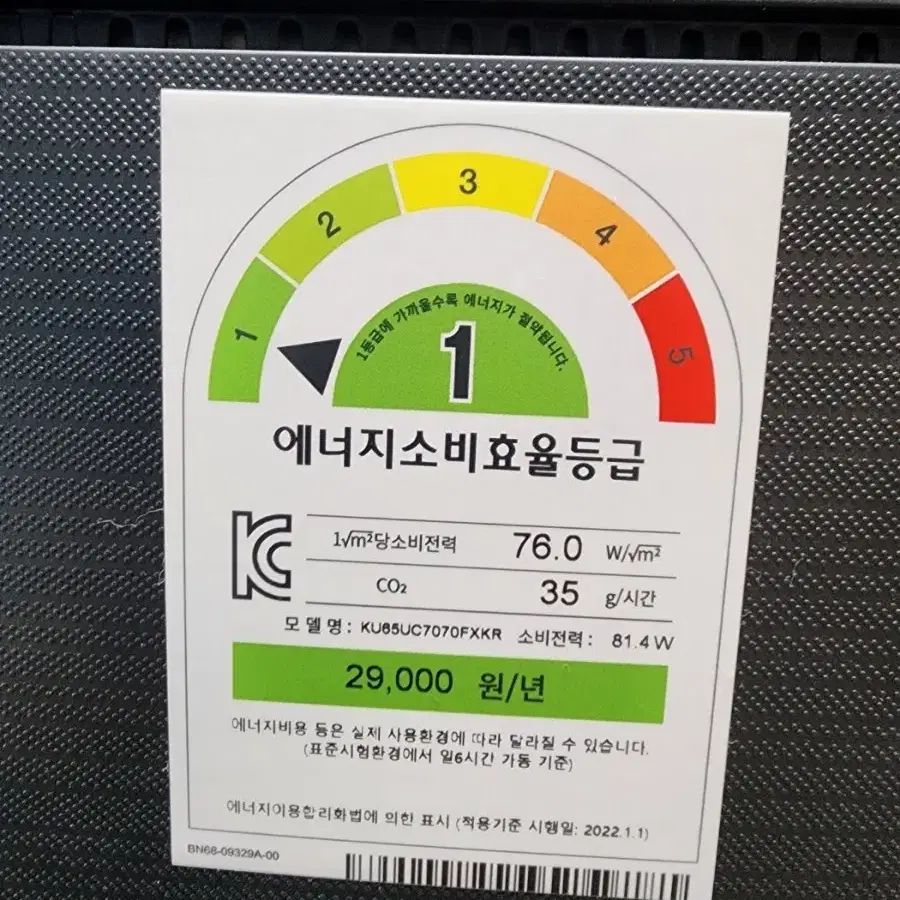 1
2
3
4
5
1등급에 가까울수록 에너지가 절약됩니다.
1
에너지소비효율등급
KC
1√m²당소비전력 76.0 W/√m²
CO₂ 35 g/시간
모델명: KU65UC7070FXKR 소비전력: 81.4W
29,000 원/년
에너지비용 등은 실제 사용환경에 따라 달라질 수 있습니다.
(표준시험환경에서 일6시간 가동 기준)
에너지이용합리화법에 의한 표시 (적용기준 시행일: 2022.1.1)
BN68-09329A-00